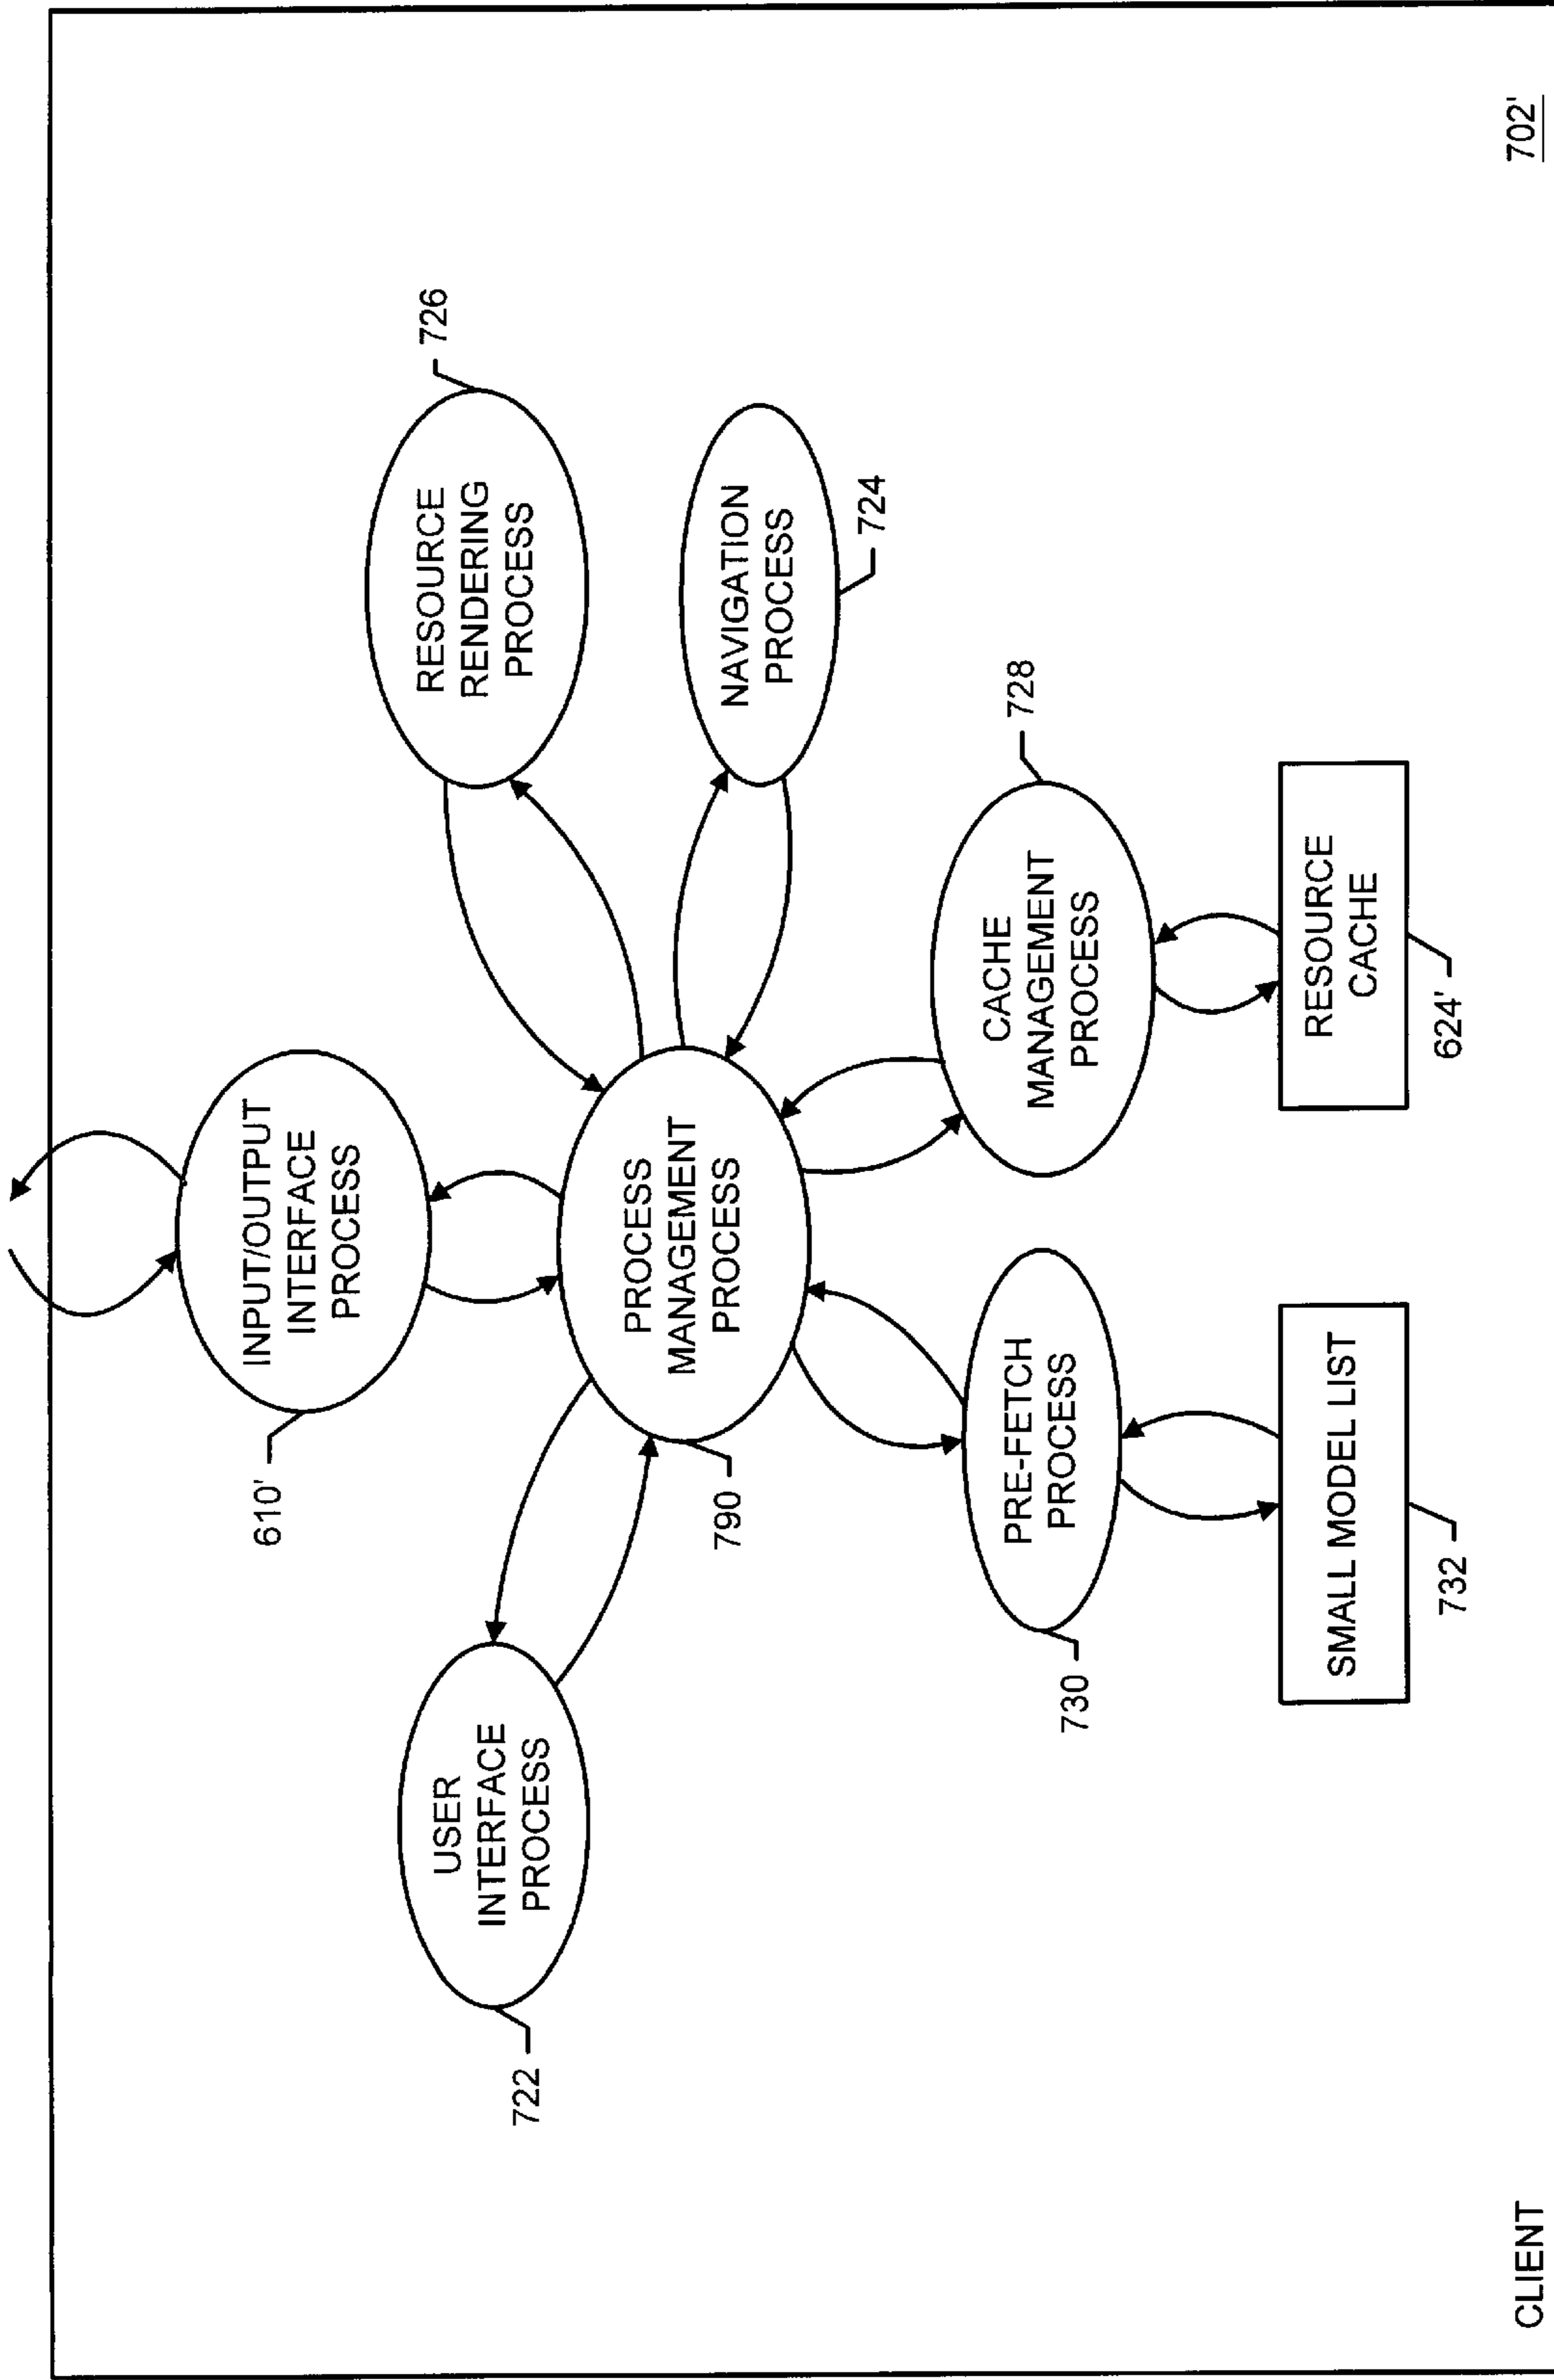 INPUT/OUTPUT
INTERFACE
PROCESS
610'
USER
INTERFACE
PROCESS
722
RESOURCE
RENDERING
PROCESS
726
PROCESS
MANAGEMENT
PROCESS
790
NAVIGATION
PROCESS
724
PRE-FETCH
PROCESS
730
CACHE
MANAGEMENT
PROCESS
728
SMALL MODEL LIST
732
RESOURCE
CACHE
624'
CLIENT
702'